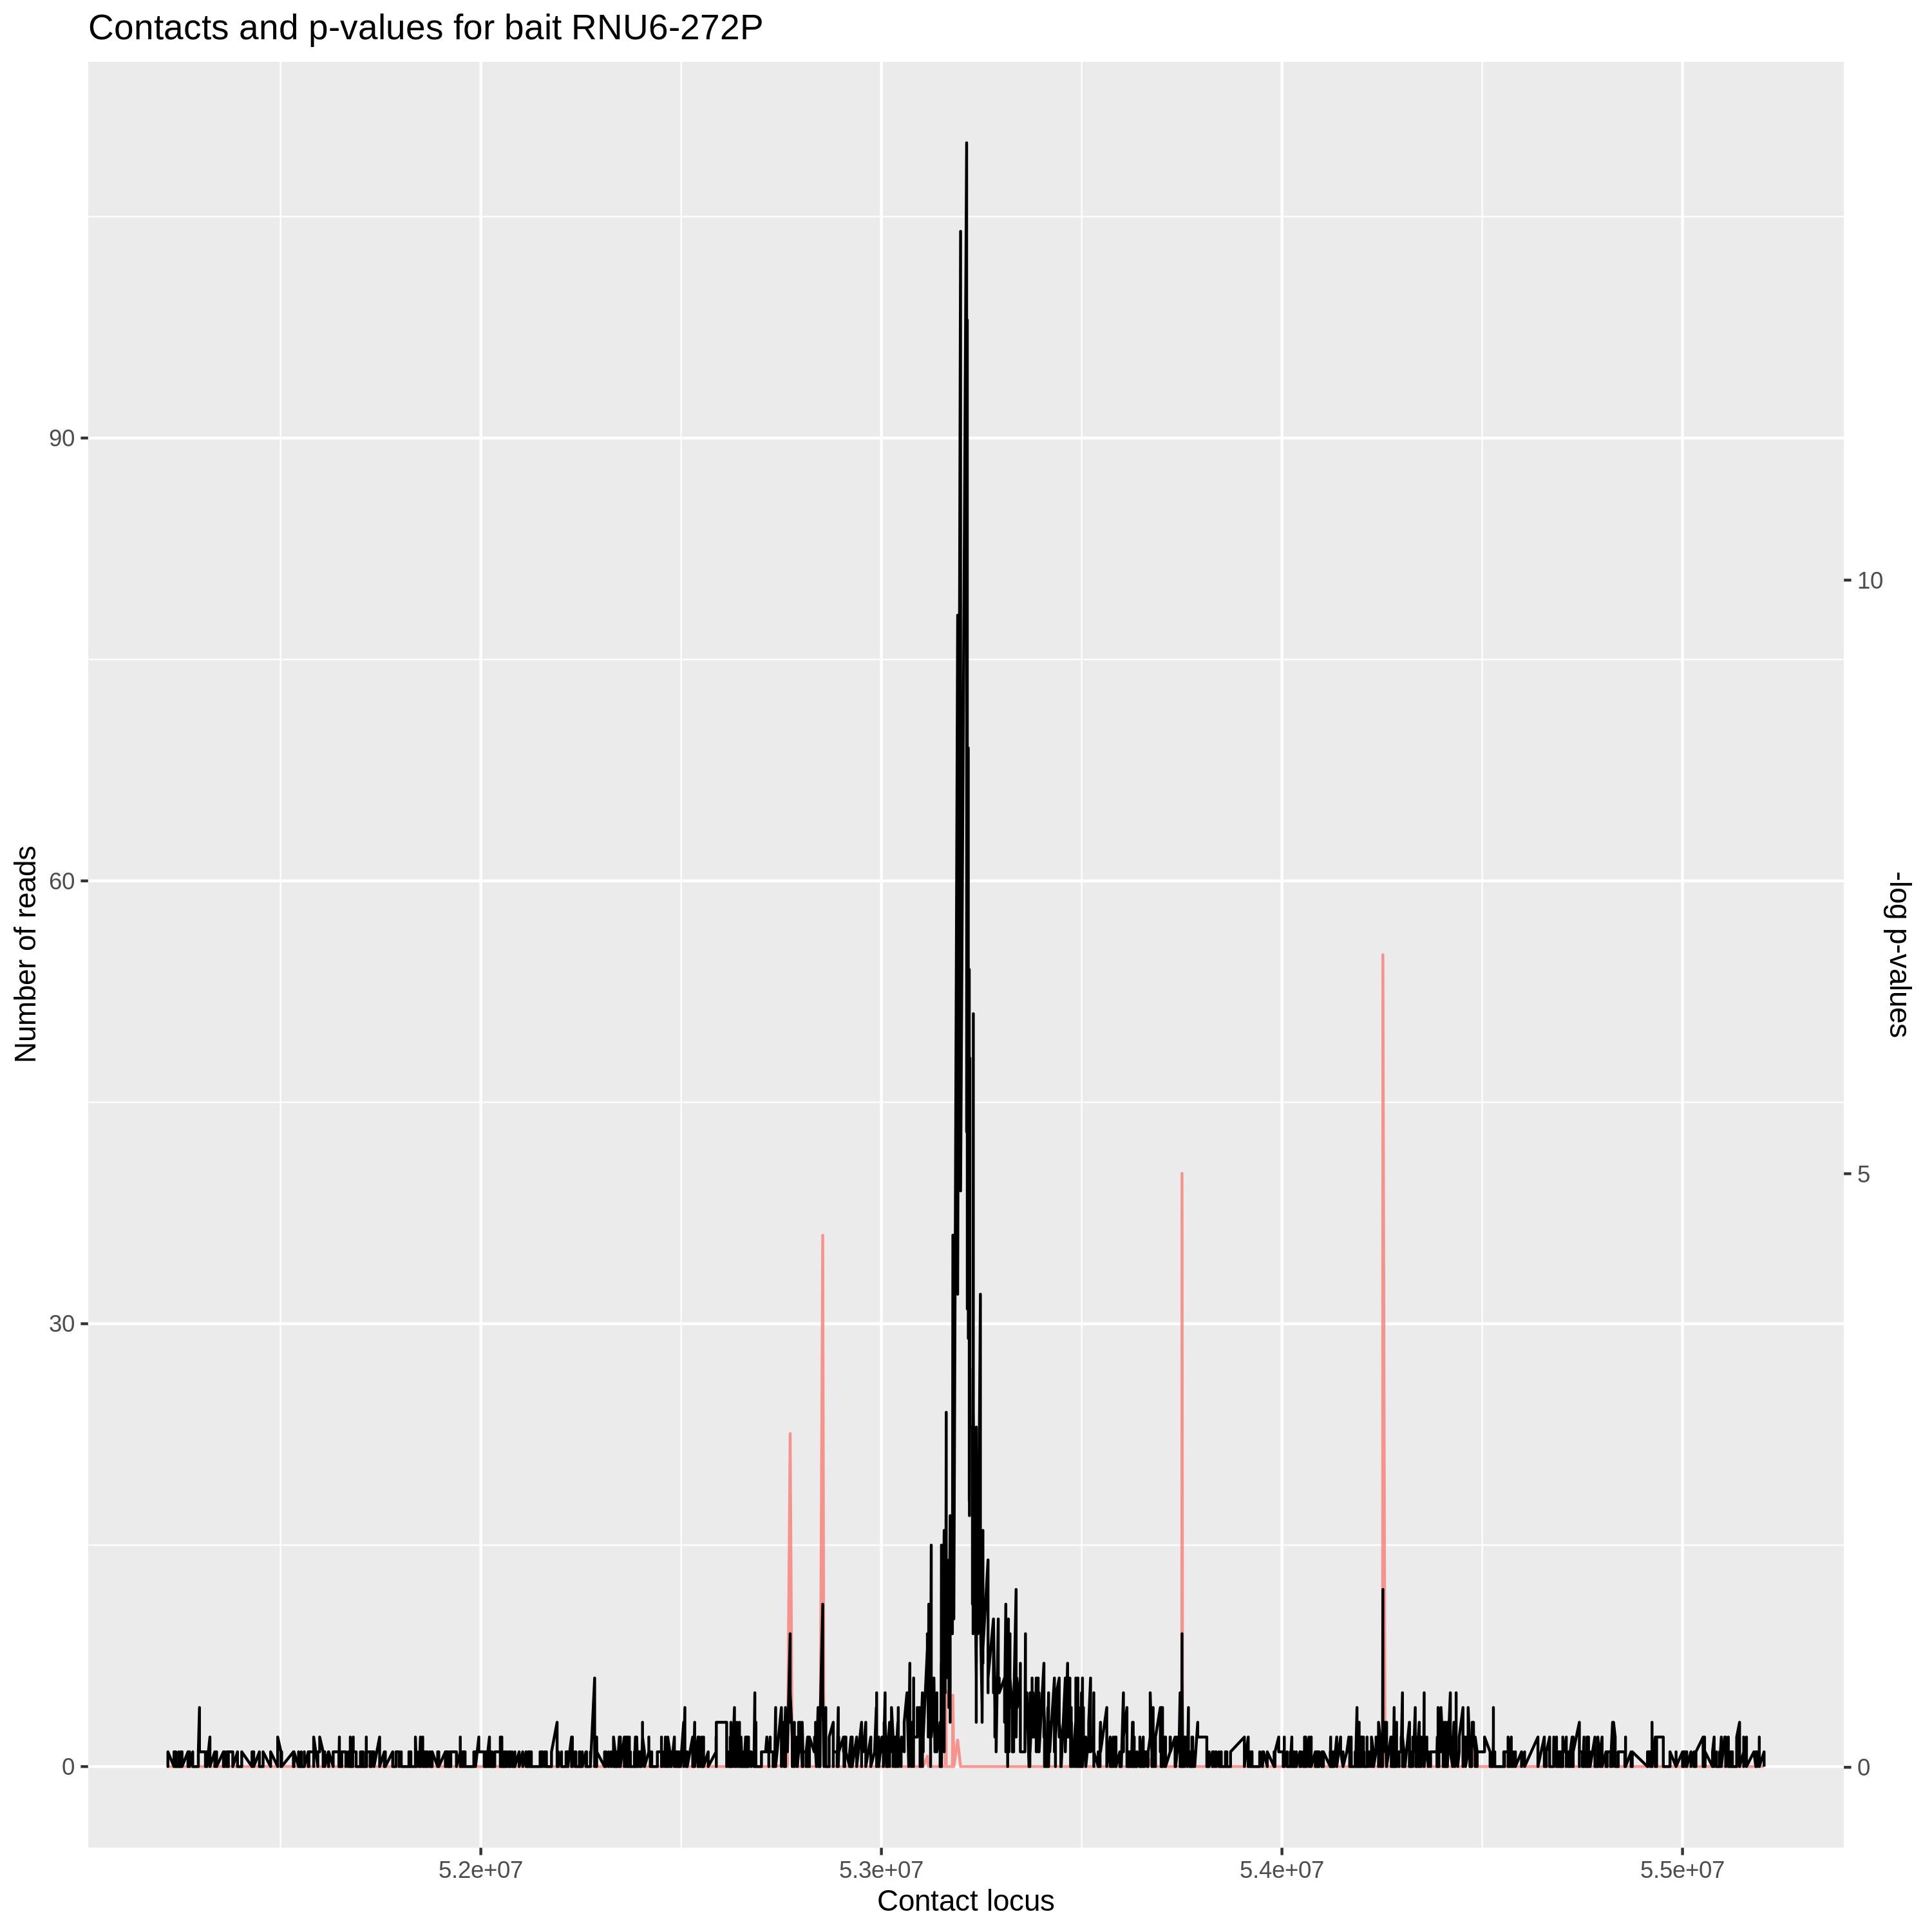 Contacts and p-values for bait RNU6-272P
90
60
30
0
Number of reads
10
5
0
-log p-values
5.2e+07
5.3e+07
5.4e+07
5.5e+07
Contact locus